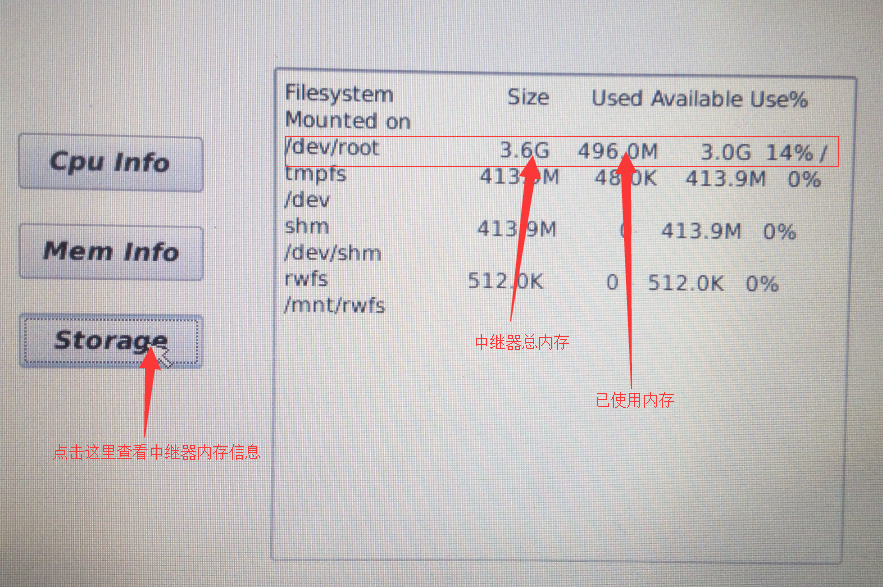 Filesystem Size Used Available Use%
Mounted on
/dev/root 3.6G 496.0M 3.0G 14% /
tmpfs 413.9M 48.0K 413.9M 0%
/dev
shm 413.9M 0 413.9M 0%
/dev/shm
rwfs 512.0K 0 512.0K 0%
/mnt/rwfs
Cpu Info
Mem Info
Storage
中继器总内存
已使用内存
点击这里查看中继器内存信息